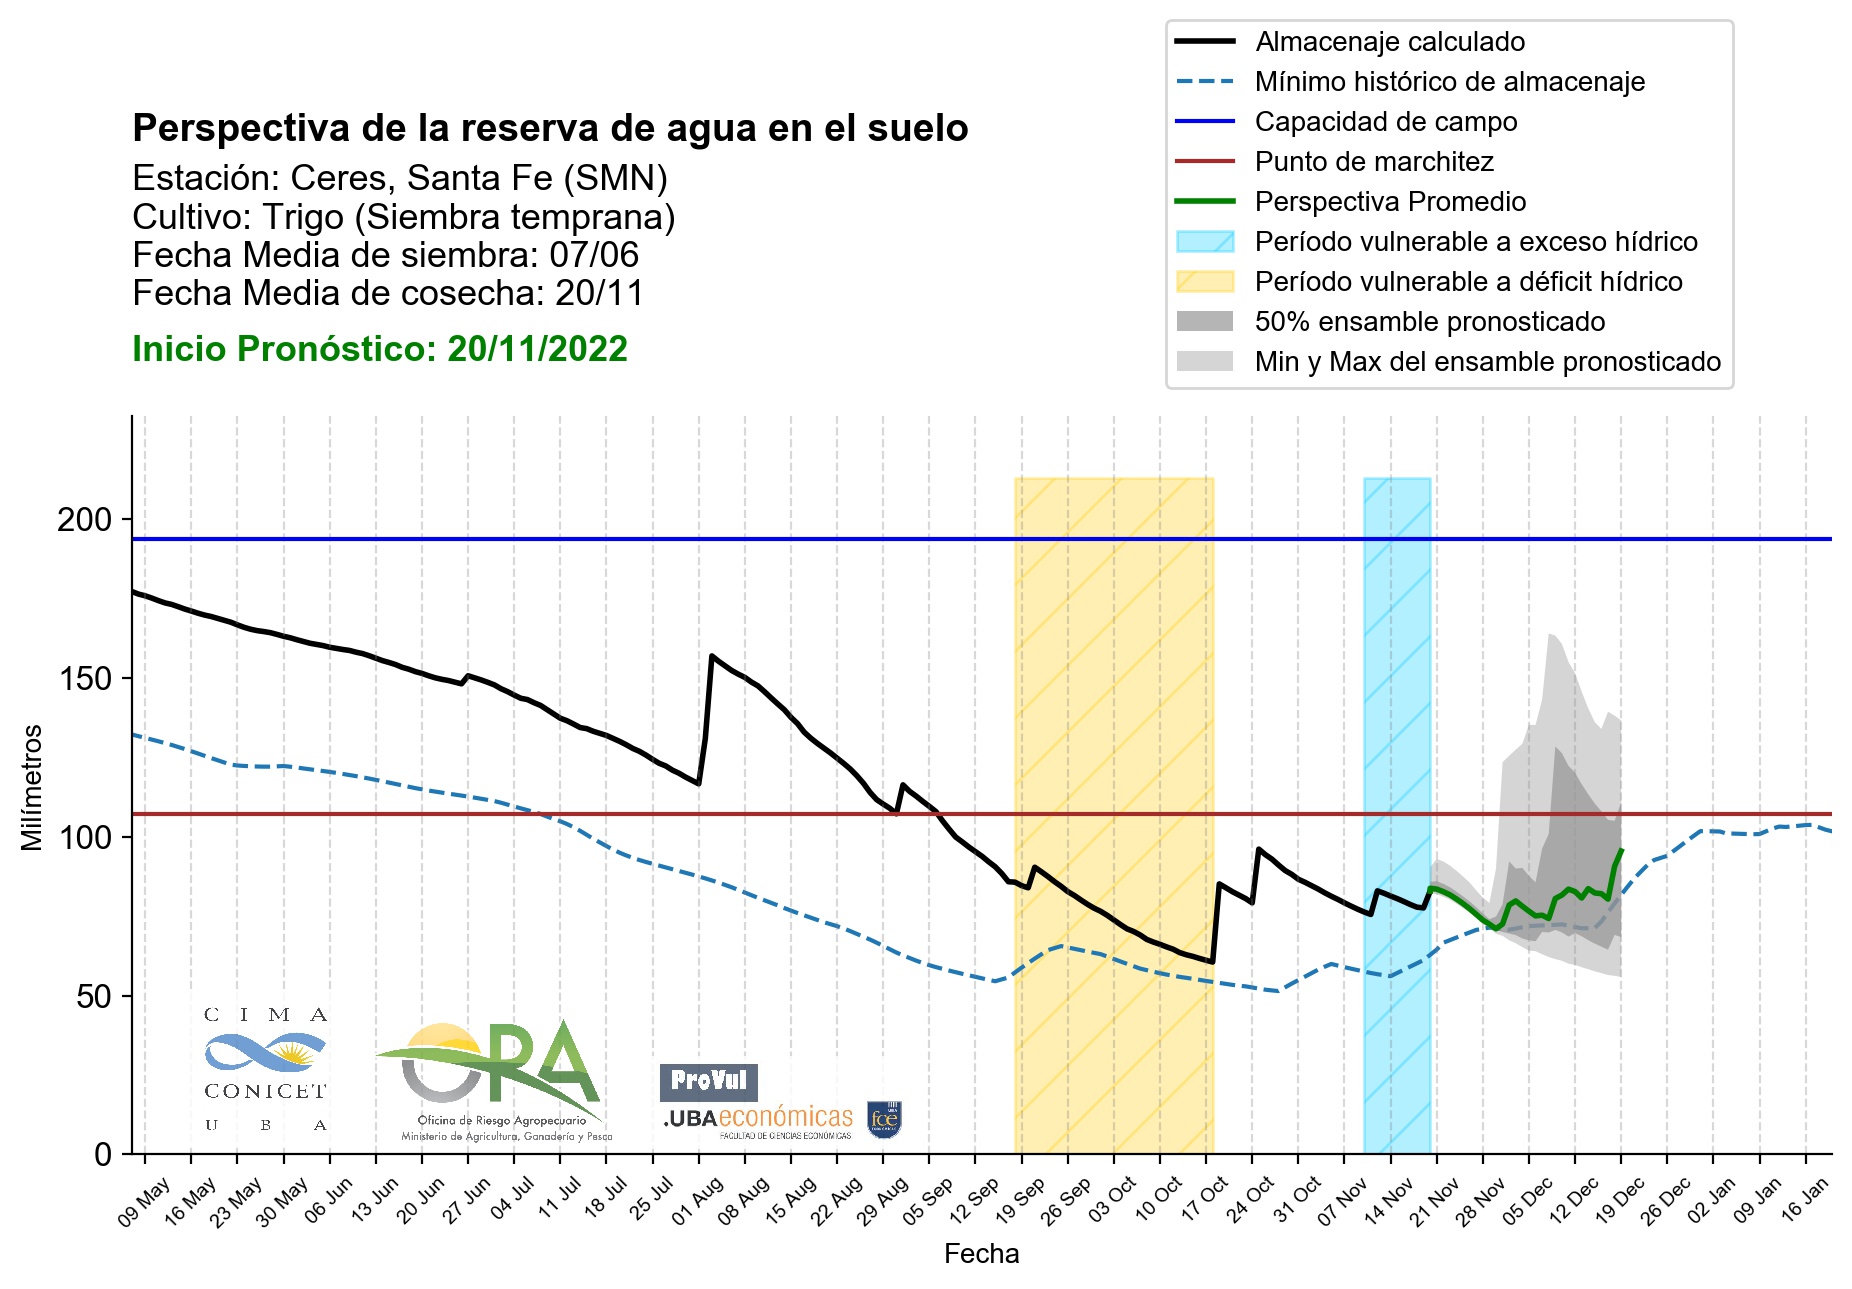 Perspectiva de la reserva de agua en el suelo
Estación: Ceres, Santa Fe (SMN)
Cultivo: Trigo (Siembra temprana)
Fecha Media de siembra: 07/06
Fecha Media de cosecha: 20/11
Inicio Pronóstico: 20/11/2022
Almacenaje calculado
Mínimo histórico de almacenaje
Capacidad de campo
Punto de marchitez
Perspectiva Promedio
Período vulnerable a exceso hídrico
Período vulnerable a déficit hídrico
50% ensamble pronosticado
Min y Max del ensamble pronosticado
200
150
100
50
0
Milímetros
CIMA
CONICET
UBA
OPA
Oficina de Riesgo Agropecuario
Ministerio de Agricultura, Ganadería y Pesca
ProVul
.UBAeconómicas
FACULTAD DE CIENCIAS ECONÓMICAS
fce
09 May 16 May 23 May 30 May 06 Jun 13 Jun 20 Jun 27 Jun 04 Jul 11 Jul 18 Jul 25 Jul 01 Aug 08 Aug 15 Aug 22 Aug 29 Aug 05 Sep 12 Sep 19 Sep 26 Sep 03 Oct 10 Oct 17 Oct 24 Oct 31 Oct 07 Nov 14 Nov 21 Nov 28 Nov 05 Dec 12 Dec 19 Dec 26 Dec 02 Jan 09 Jan 16 Jan
Fecha